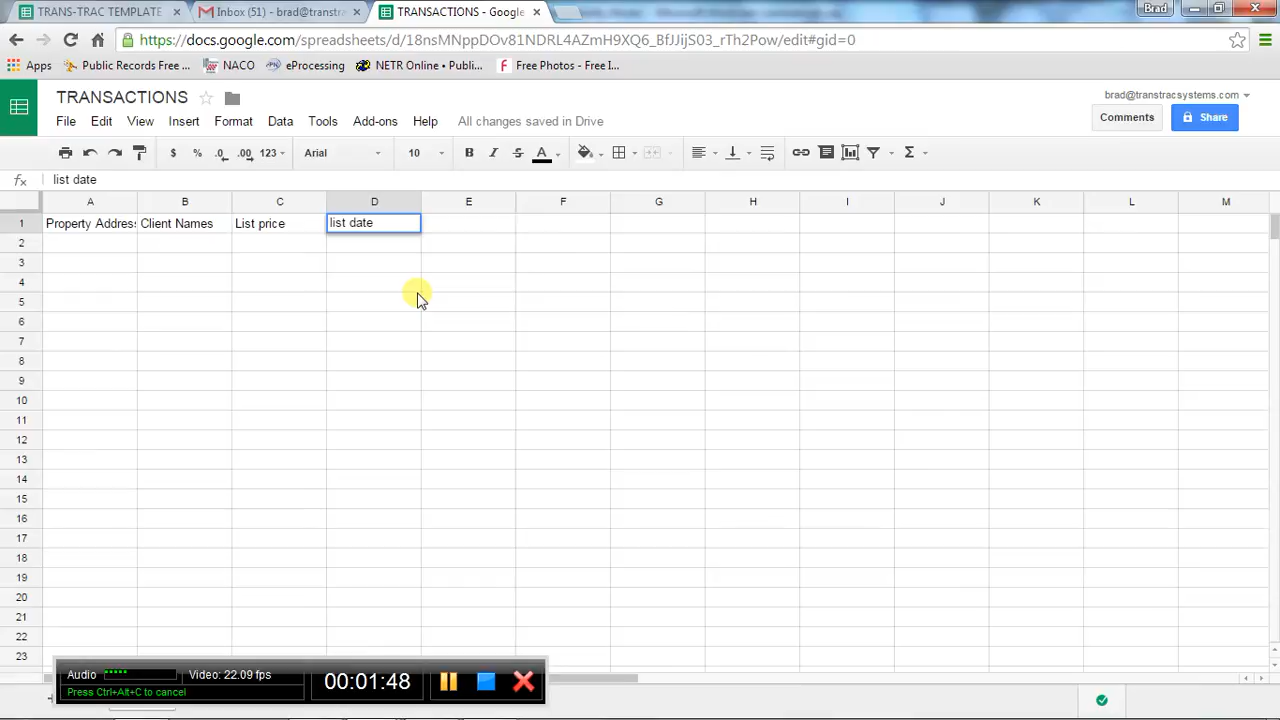 TRANS-TRAC TEMPLATE
Inbox (51) - brad@transtra
TRANSACTIONS - Google
Brad
https://docs.google.com/spreadsheets/d/18nsMNppDOv81NDRL4AZmH9XQ6_BfJJijS03_rTh2Pow/edit#gid=0
Apps
Public Records Free ...
NACO
eProcessing
NETR Online • Publi...
Free Photos - Free I...
TRANSACTIONS
brad@transtracsystems.com
File Edit View Insert Format Data Tools Add-ons Help All changes saved in Drive
Comments
Share
$ % .0 .00 123 Arial 10 B I S A Σ
fx list date
A B C D E F G H I J K L M
1 Property Addres Client Names List price list date
2
3
4
5
6
7
8
9
10
11
12
13
14
15
16
17
18
19
20
21
22
23
Audio
Video: 22.09 fps
Press Ctrl+Alt+C to cancel
00:01:48